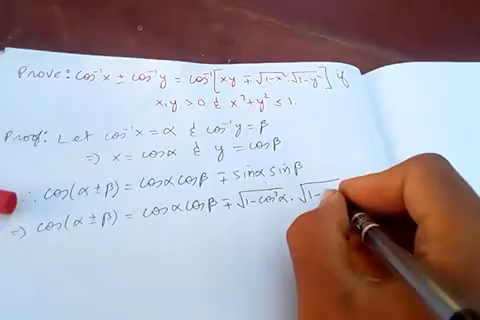 Prove: cos⁻¹x ± cos⁻¹y = cos⁻¹[xy ∓ √1-x² √1-y²] if
x,y > 0 & x²+y² ≤ 1.
Proof: Let cos⁻¹x = α & cos⁻¹y = β
⇒ x = cosα & y = cosβ
∴ cos(α±β) = cosα cosβ ∓ sinα sinβ
⇒ cos(α±β) = cosα cosβ ∓ √1-cos²α . √1-